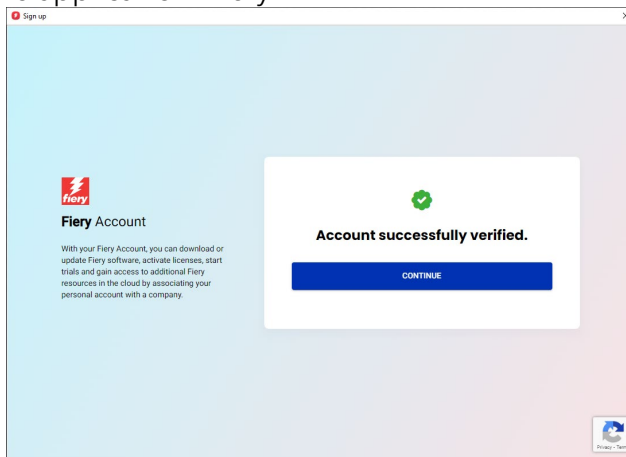 Sign up
fiery
Fiery Account
With your Fiery Account, you can download or
update Fiery software, activate licenses, start
trials and gain access to additional Fiery
resources in the cloud by associating your
personal account with a company.
Account successfully verified.
CONTINUE
Privacy - Term